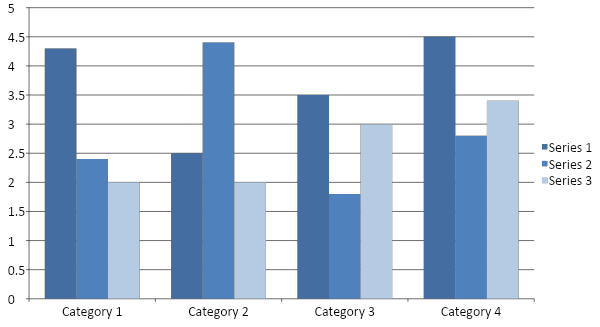 5
4.5
4
3.5
3
2.5
2
1.5
1
0.5
0
Category 1 Category 2 Category 3 Category 4
Series 1
Series 2
Series 3